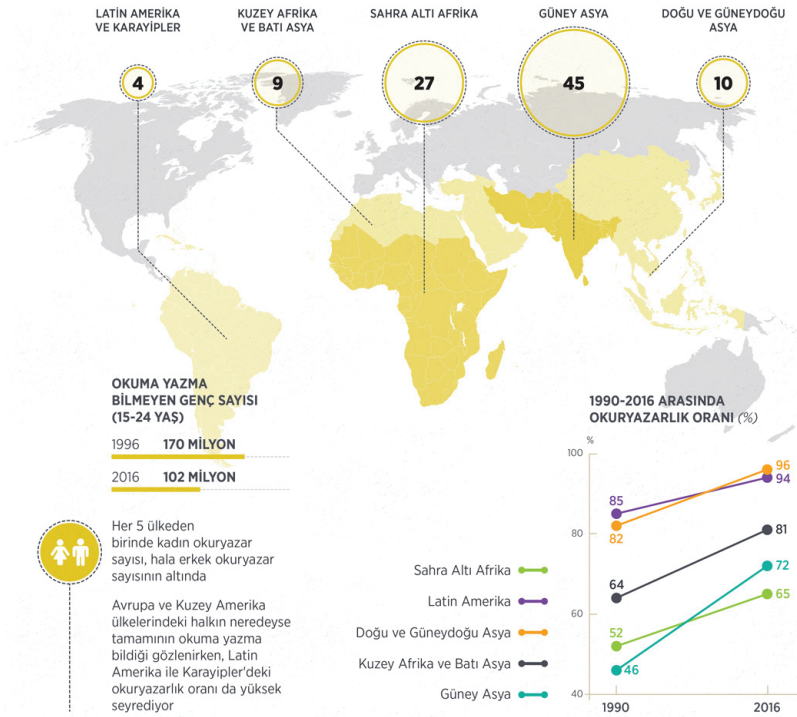 LATİN AMERİKA
VE KARAYİPLER
KUZEY AFRİKA
VE BATI ASYA
SAHRA ALTI AFRİKA
GÜNEY ASYA
DOĞU VE GÜNEYDOĞU
ASYA
4
9
27
45
10
OKUMA YAZMA
BİLMEYEN GENÇ SAYISI
(15-24 YAŞ)
1996 170 MİLYON
2016 102 MİLYON
Her 5 ülkeden
birinde kadın okuryazar
sayısı, hala erkek okuryazar
sayısının altında
Avrupa ve Kuzey Amerika
ülkelerindeki halkın neredeyse
tamamının okuma yazma
bildiği gözlenirken, Latin
Amerika ile Karayipler'deki
okuryazarlık oranı da yüksek
seyrediyor
1990-2016 ARASINDA
OKURYAZARLIK ORANI (%)
%
100
80
60
40
85
82
64
52
46
96
94
81
72
65
1990
2016
Sahra Altı Afrika
Latin Amerika
Doğu ve Güneydoğu Asya
Kuzey Afrika ve Batı Asya
Güney Asya